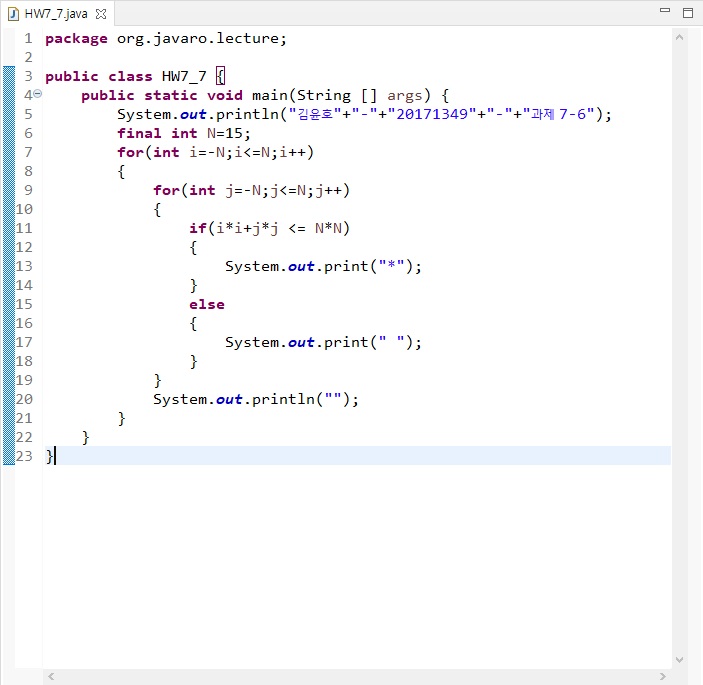 HW7_7.java
1 package org.javaro.lecture;
2
3 public class HW7_7 {
4     public static void main(String [] args) {
5         System.out.println("김윤호"+"-"+"20171349"+"-"+"과제 7-6");
6         final int N=15;
7         for(int i=-N;i<=N;i++)
8         {
9             for(int j=-N;j<=N;j++)
10             {
11                 if(i*i+j*j <= N*N)
12                 {
13                     System.out.print("*");
14                 }
15                 else
16                 {
17                     System.out.print(" ");
18                 }
19             }
20             System.out.println("");
21         }
22     }
23 }